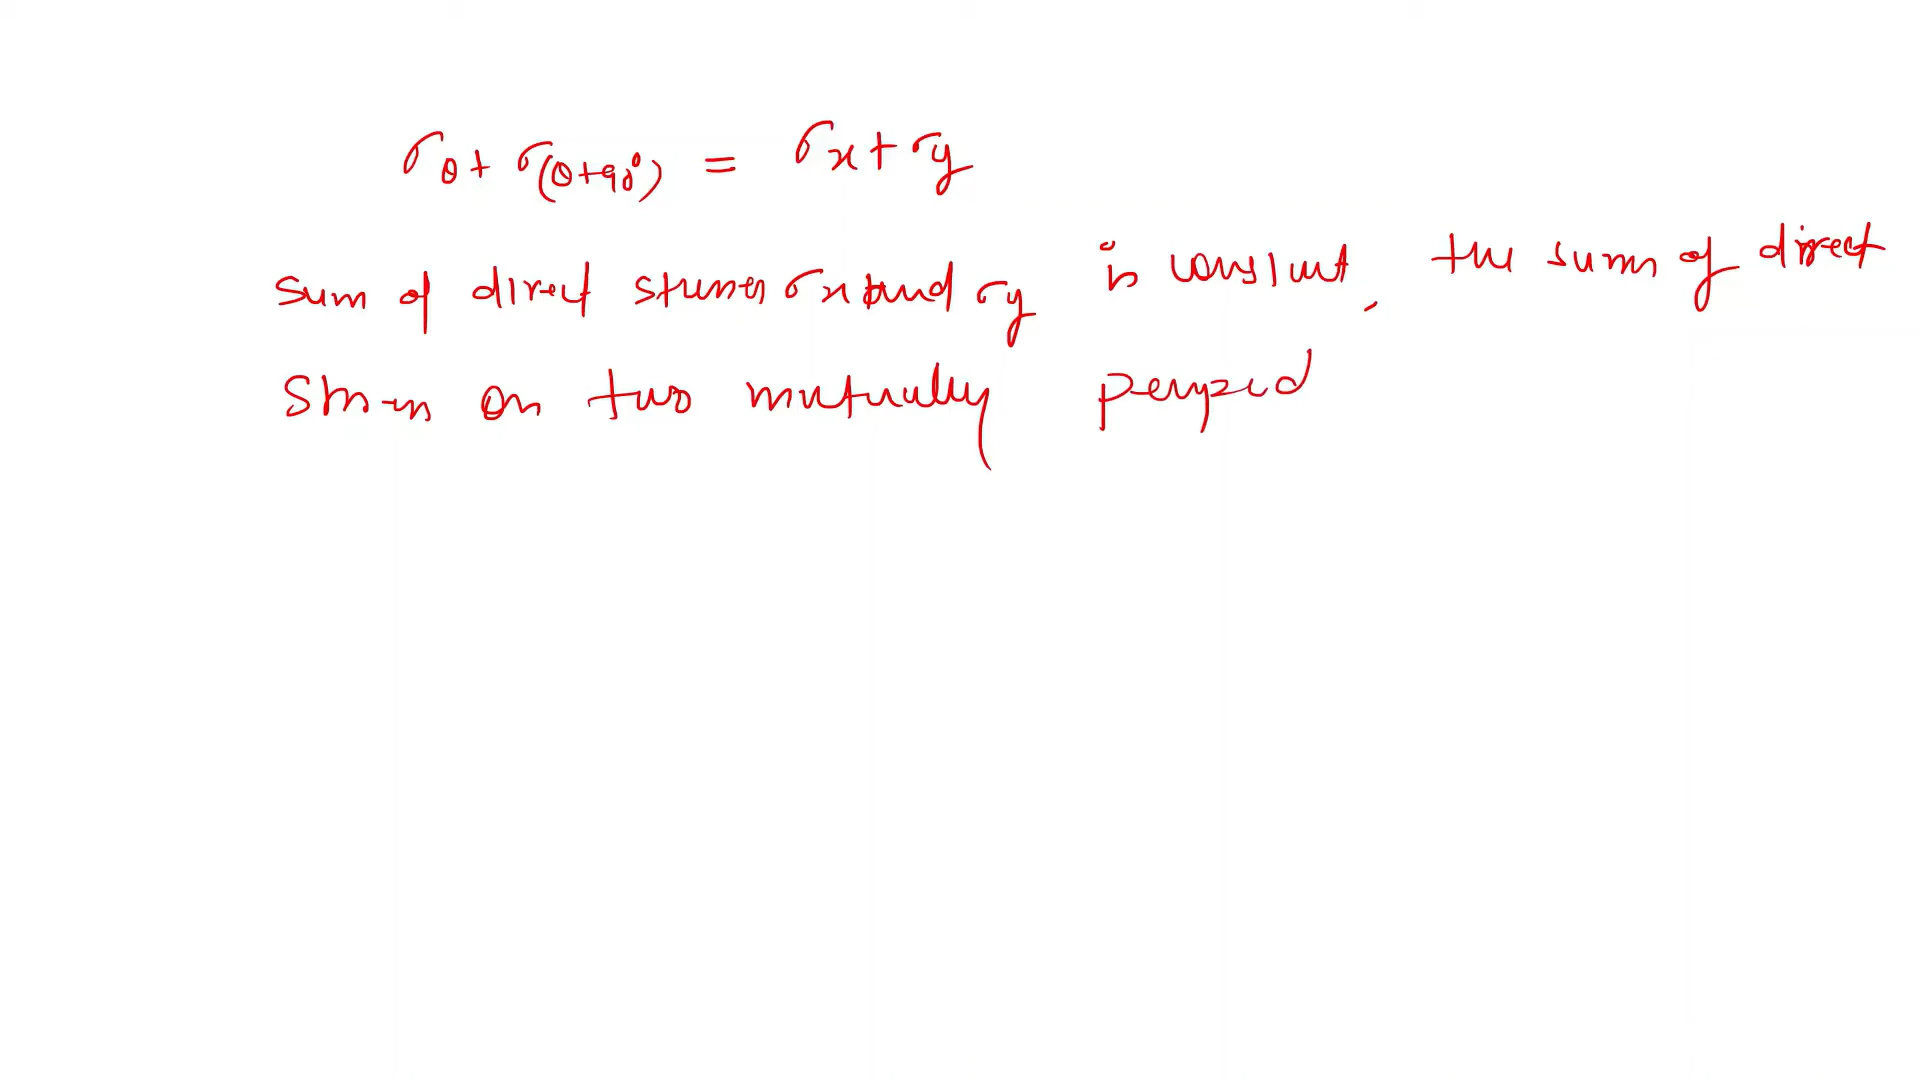 σθ + σ(θ+90°) = σx + σy
sum of direct stresses σx and σy is constant, the sum of direct
stress on two mutually